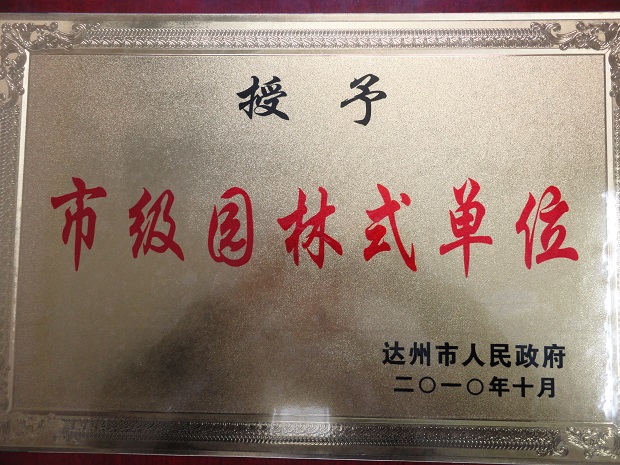 授予
市级园林式单位
达州市人民政府
二〇一〇年十月